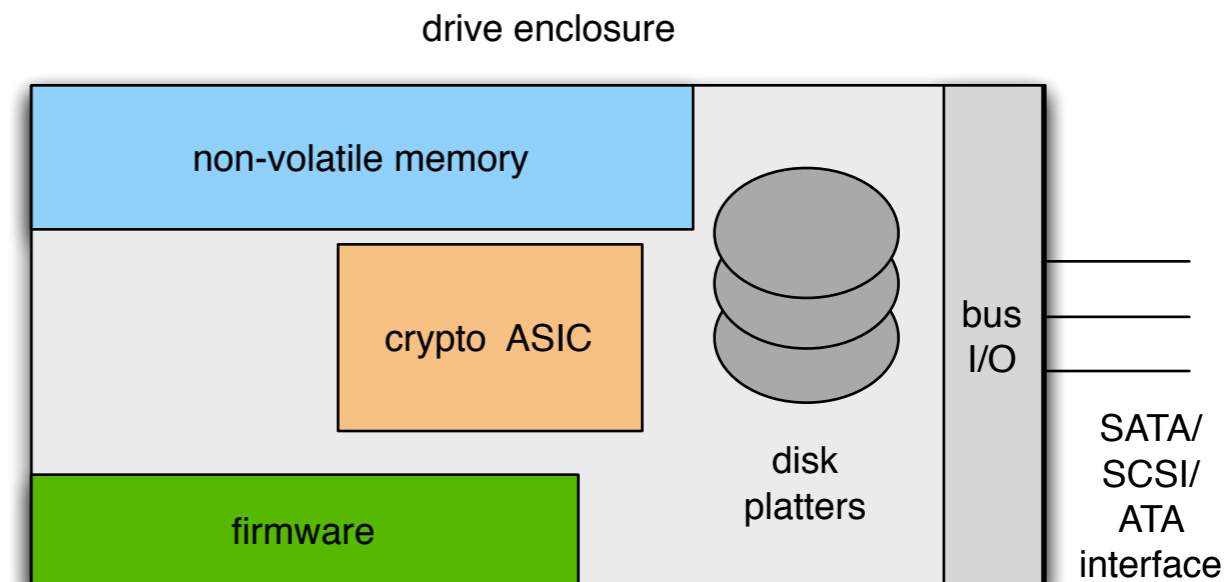 drive enclosure
non-volatile memory
crypto ASIC
bus
I/O
disk
platters
firmware
SATA/
SCSI/
ATA
interface